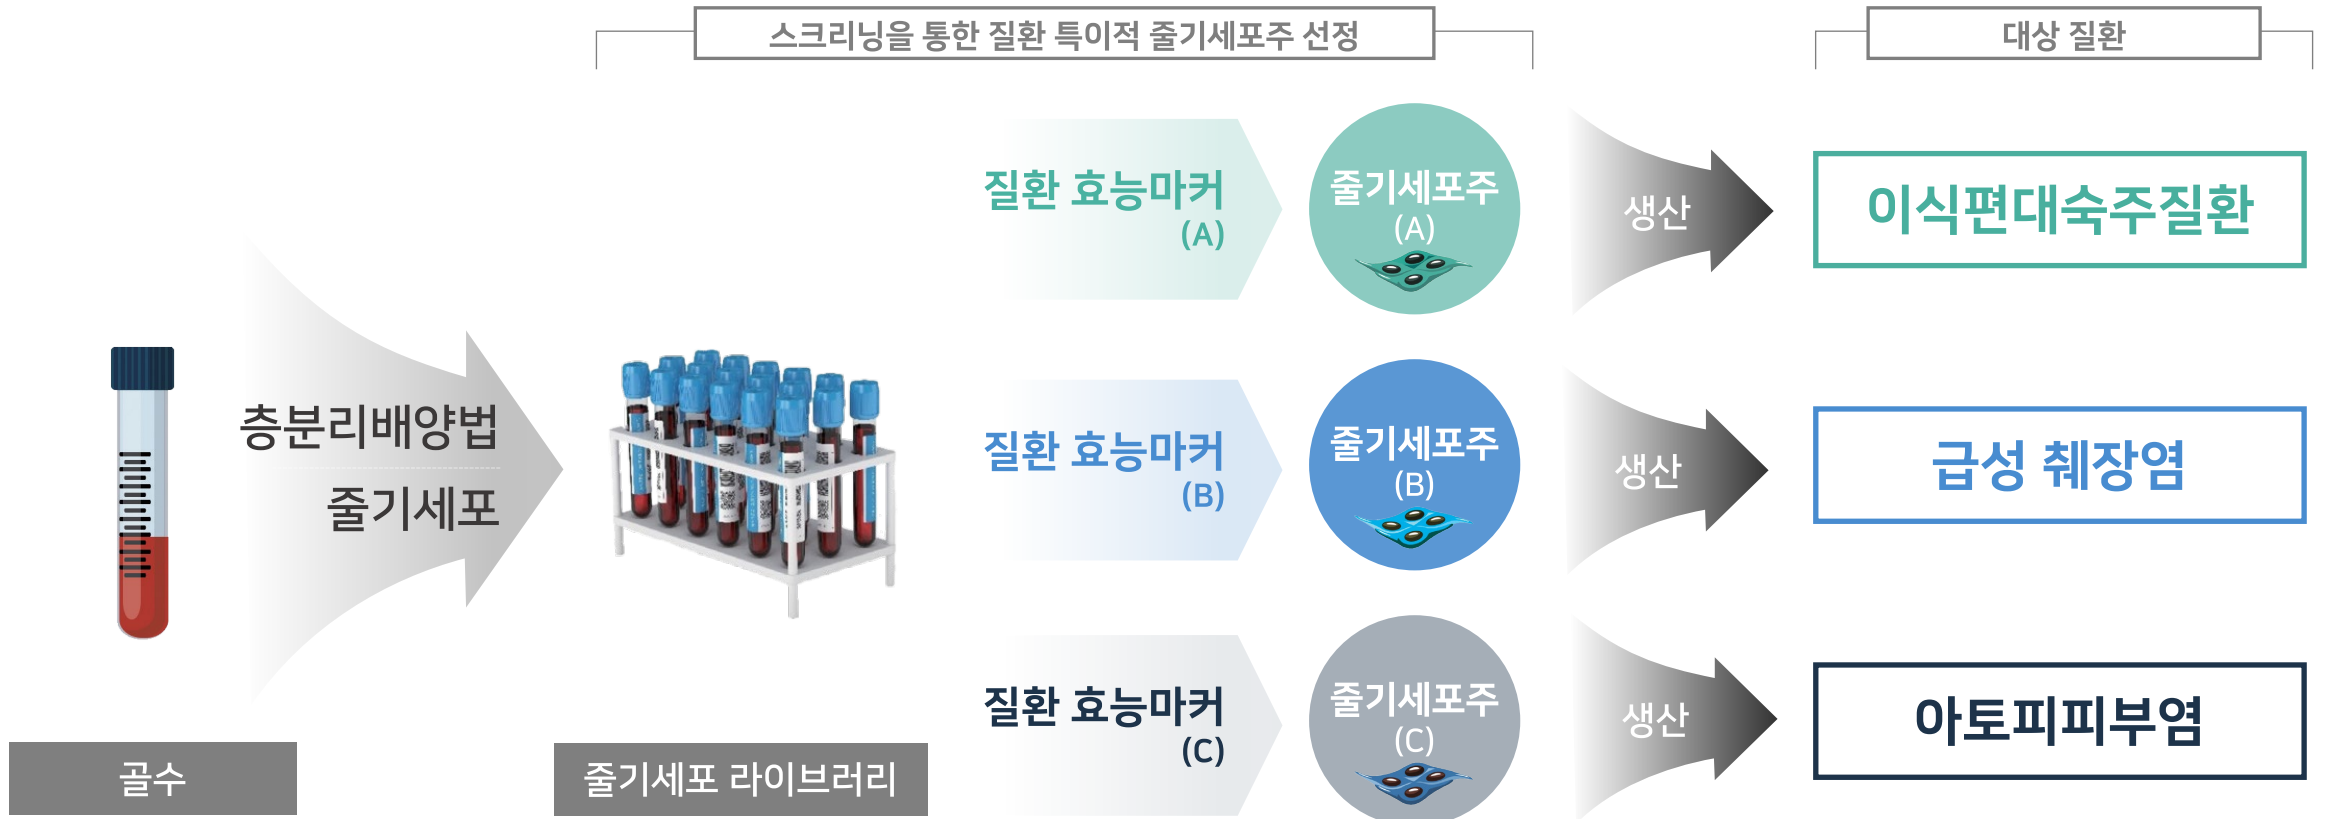 스크리닝을 통한 질환 특이적 줄기세포주 선정
대상 질환
질환 효능마커
(A)
줄기세포주
(A)
생산
이식편대숙주질환
층분리배양법
줄기세포
질환 효능마커
(B)
줄기세포주
(B)
생산
급성 췌장염
질환 효능마커
(C)
줄기세포주
(C)
생산
아토피피부염
골수
줄기세포 라이브러리